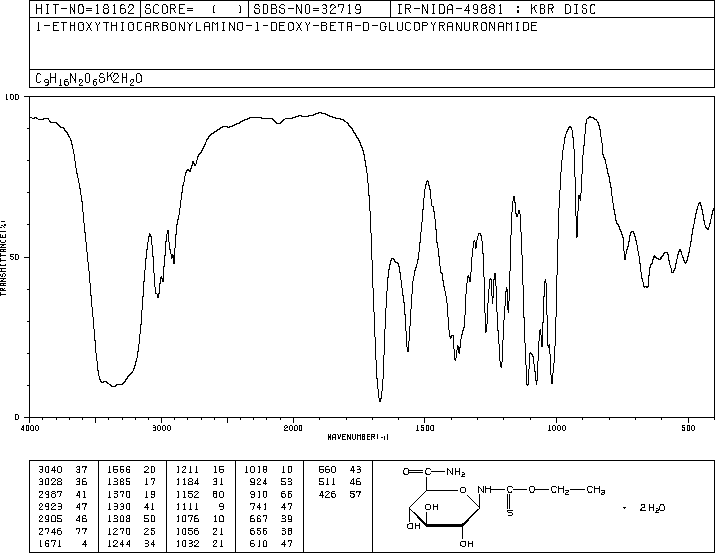 HIT-NO=18162 SCORE= ( ) SDBS-NO=32719 IR-NIDA-49881 : KBR DISC
1-ETHOXYTHIOCARBONYLAMINO-1-DEOXY-BETA-D-GLUCOPYRANURONAMIDE
C9H16N2O6SK2H2O
100
TRANSMITTANCE(%)
50
0
4000 3000 2000 1500 1000
WAVENUMBER(-1)
3040 37 1566 20 1211 15 1018 10 560 43
3028 36 1385 17 1184 31 924 53 511 46
2987 41 1370 19 1152 60 910 66 426 57
2923 47 1330 41 1111 9 741 47
2905 46 1308 50 1076 10 667 39
2746 77 1270 25 1056 21 656 38
1671 4 1244 34 1032 21 610 47
O C NH2
O NH C O CH2 CH3
OH S
OH OH
2H2O